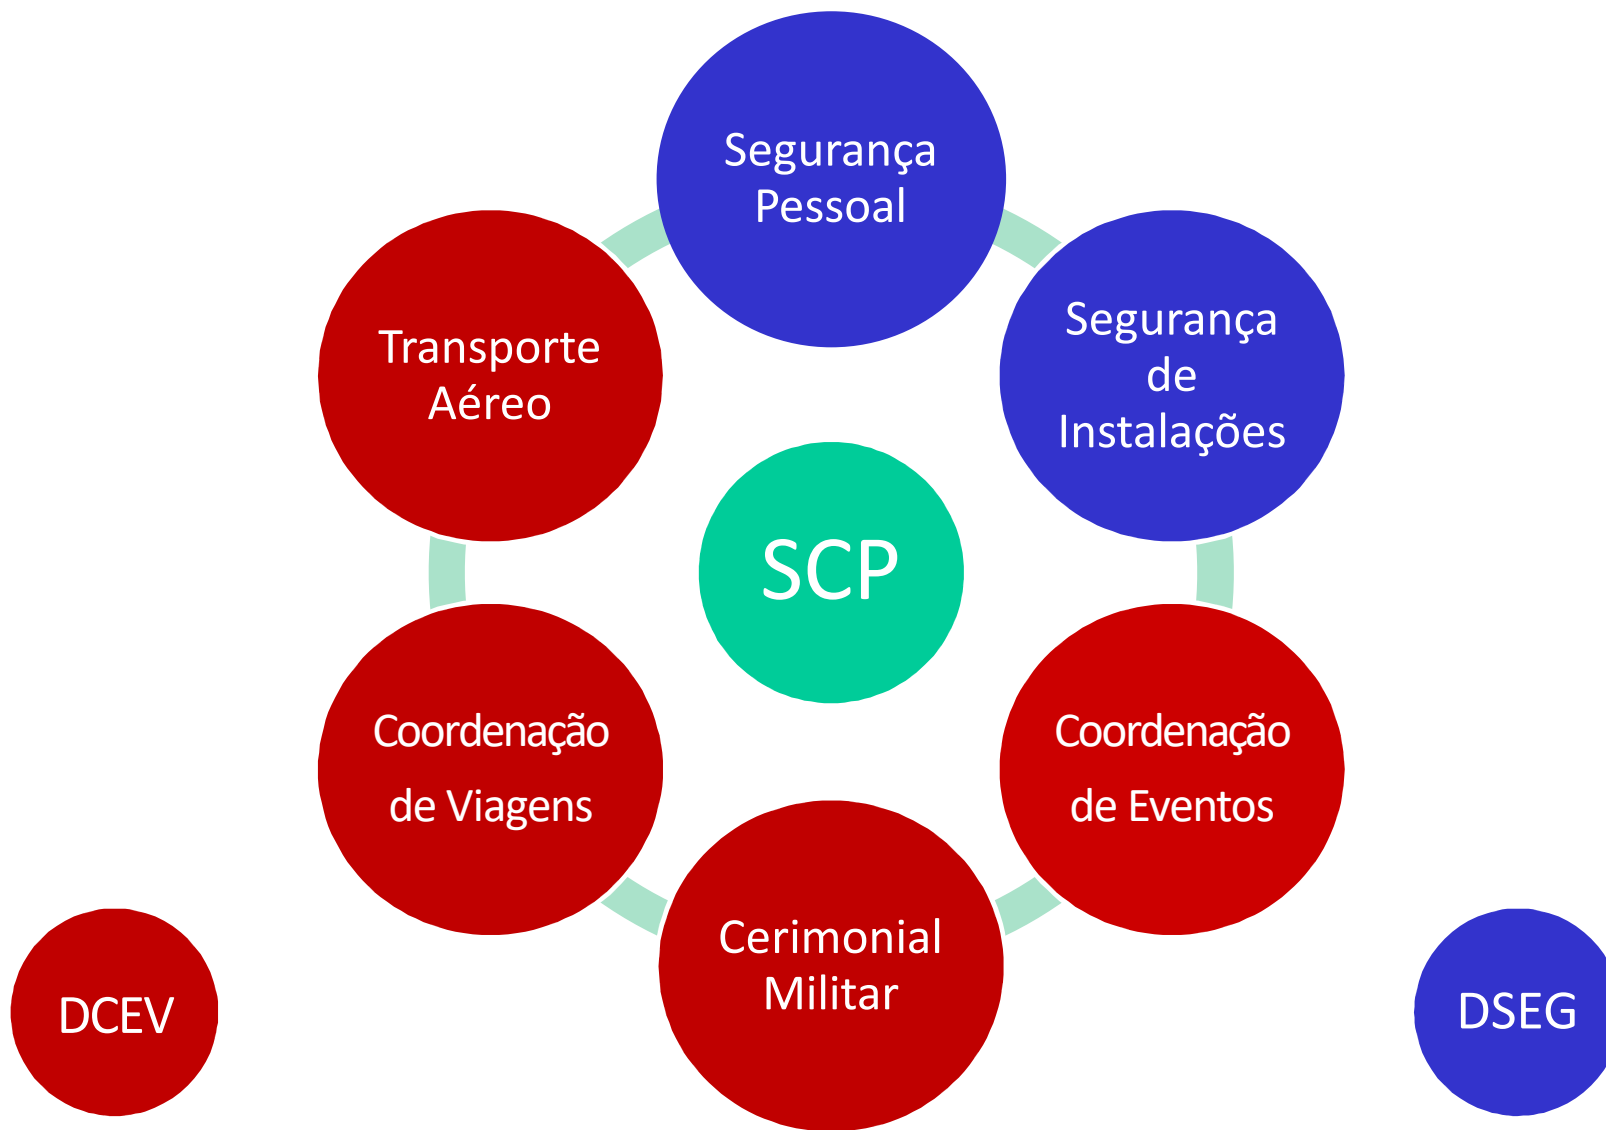 Segurança
Pessoal
Transporte
Aéreo
Segurança
de
Instalações
SCP
Coordenação
de Viagens
Coordenação
de Eventos
Cerimonial
Militar
DCEV
DSEG